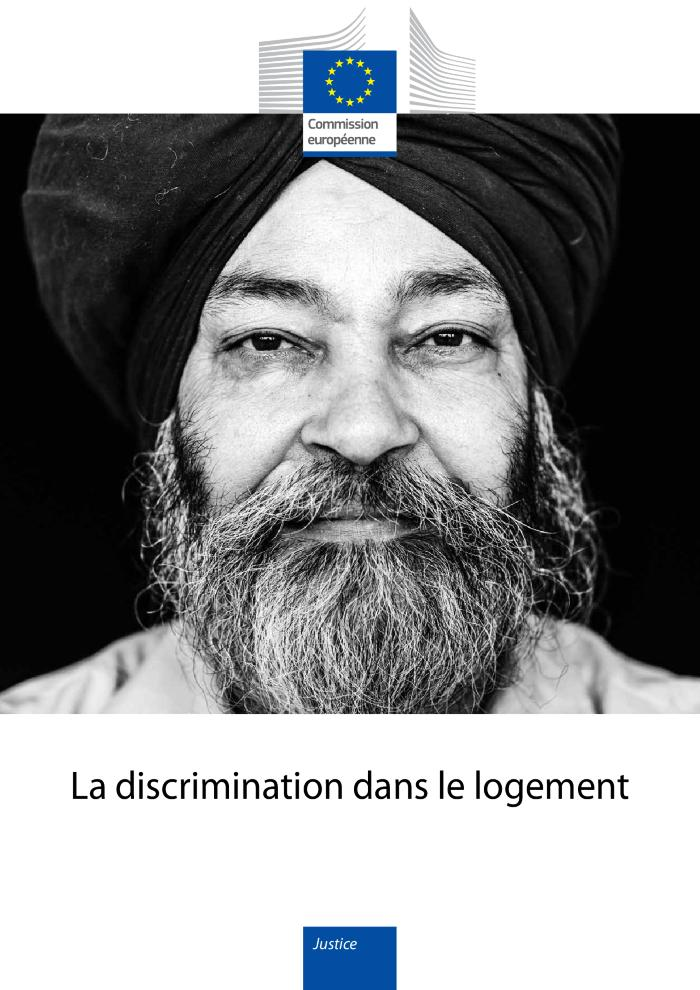 Commission
européenne
La discrimination dans le logement
Justice